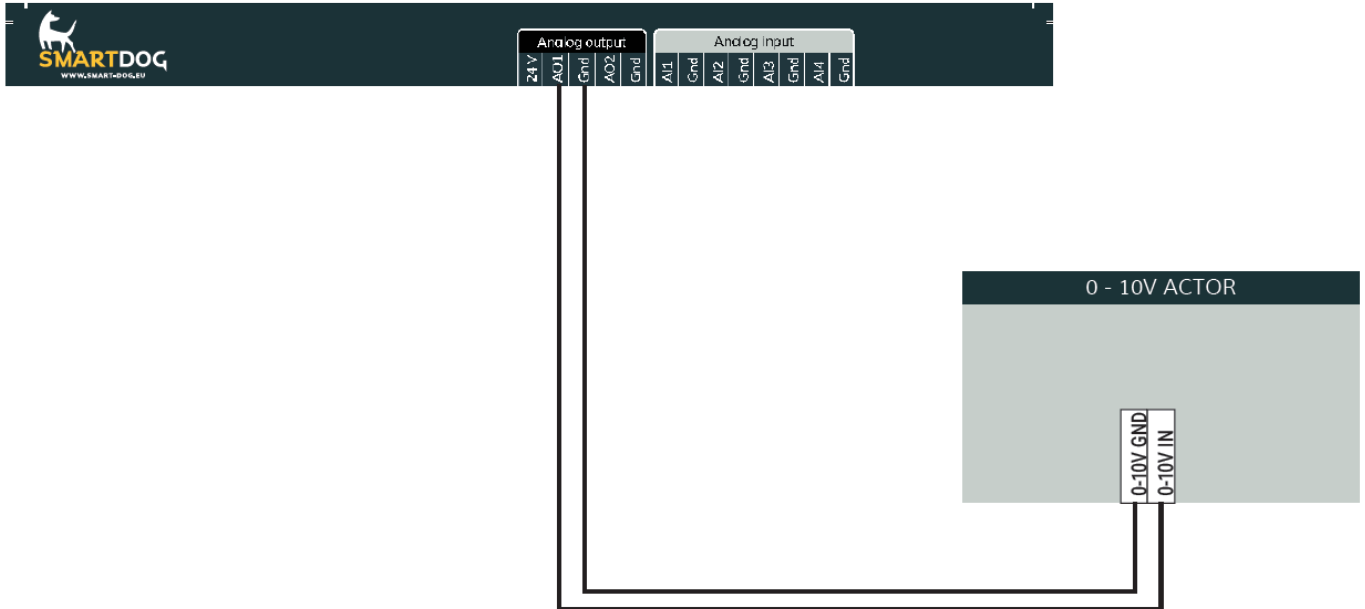 SMARTDOG
WWW.SMART-DOG.EU
Analog output
Analog Input
24 V
AO1
Gnd
AO2
Gnd
AI1
Gnd
AI2
Gnd
AI3
Gnd
AI4
Gnd
0 - 10V ACTOR
0-10V GND
0-10V IN